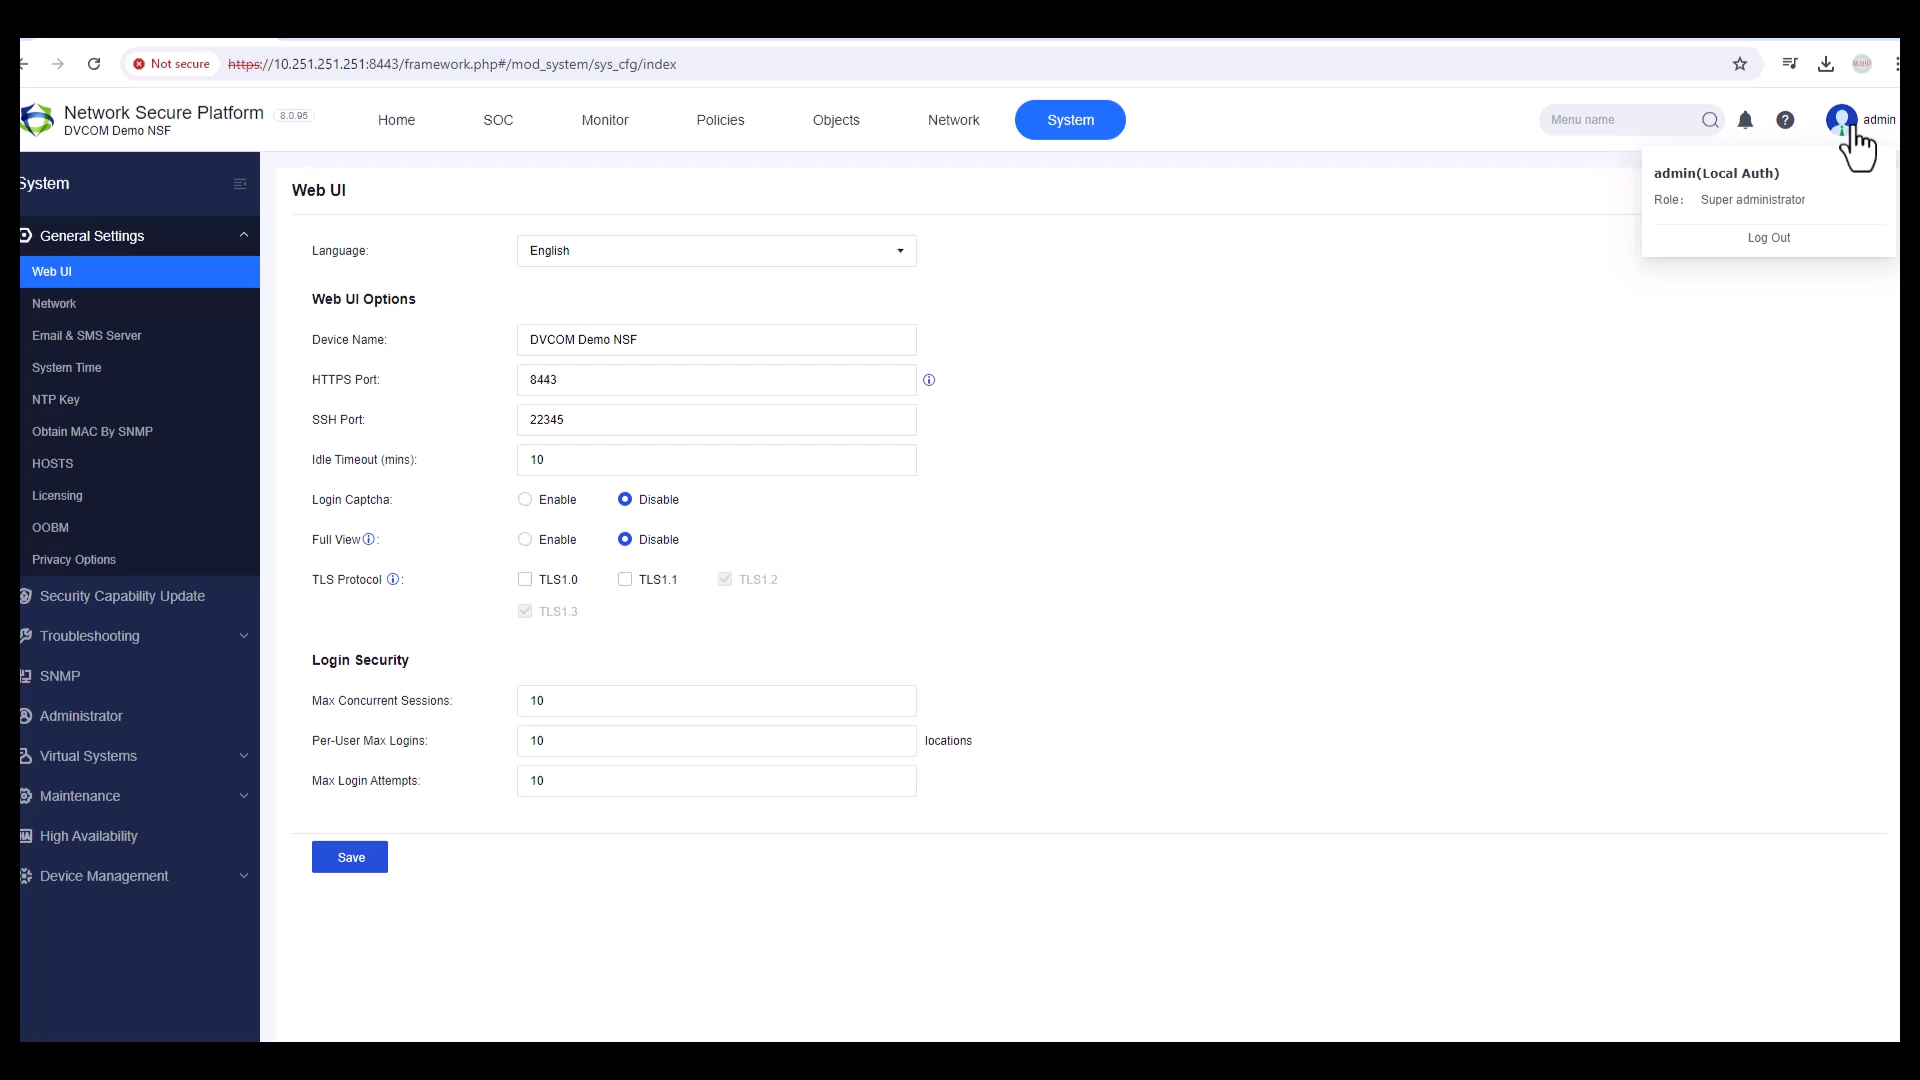 Not secure https://10.251.251.251:8443/framework.php#/mod_system/sys_cfg/index
Network Secure Platform 8.0.95
DVCOM Demo NSF
Home SOC Monitor Policies Objects Network System
Menu name
admin
admin(Local Auth)
Role: Super administrator
Log Out
System
General Settings
Web UI
Network
Email & SMS Server
System Time
NTP Key
Obtain MAC By SNMP
HOSTS
Licensing
OOBM
Privacy Options
Security Capability Update
Troubleshooting
SNMP
Administrator
Virtual Systems
Maintenance
High Availability
Device Management
Web UI
Language: English
Web UI Options
Device Name: DVCOM Demo NSF
HTTPS Port: 8443
SSH Port: 22345
Idle Timeout (mins): 10
Login Captcha: Enable Disable
Full View : Enable Disable
TLS Protocol : TLS1.0 TLS1.1 TLS1.2
TLS1.3
Login Security
Max Concurrent Sessions: 10
Per-User Max Logins: 10 locations
Max Login Attempts: 10
Save